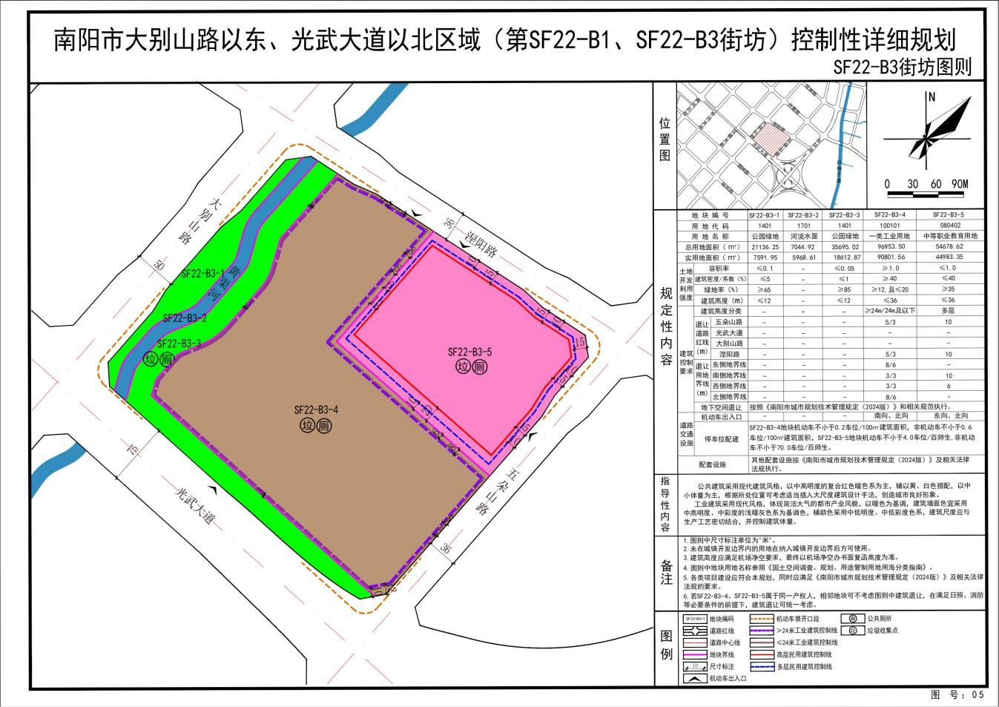 南阳市大别山路以东、光武大道以北区域（第SF22-B1、SF22-B3街坊）控制性详细规划
SF22-B3街坊图则
大别山路
50
SF22-B3-1
黄渠河
SF22-B3-2
SF22-B3-3
垃 厕
36
涅阳路
SF22-B3-5
垃 厕
15
SF22-B3-4
垃 厕
光武大道
五朵山路
36
位置图
N
0 30 60 90M
规定性内容
地块编号 SF22-B3-1 SF22-B3-2 SF22-B3-3 SF22-B3-4 SF22-B3-5
用地代码 1401 1701 1401 100101 080402
用地名称 公园绿地 河流水面 公园绿地 一类工业用地 中等职业教育用地
总用地面积（㎡） 21136.25 7044.92 35695.02 96953.50 54678.62
实用地面积（㎡） 7591.95 5968.61 18612.87 90801.56 44983.35
土地开发利用强度
容积率 ≤0.1 - ≤0.05 ≥1.0 ≤1.0
建筑密度/系数（%） ≤5 - ≤1 ≥40 ≤40
绿地率（%） ≥65 - ≥85 ≥12，且≤20 ≥35
建筑高度（m） ≤12 - ≤12 ≤36 ≤36
建筑控制要求
建筑高度分类 - - - ≥24m/24m及以下 多层
退让道路红线（m）
五朵山路 - - - 5/3 10
光武大道 - - - - -
大别山路 - - - - -
涅阳路 - - - 5/3 10
退让用地界线（m）
东侧地界线 - - - 8/6 -
南侧地界线 - - - 3/3 10
西侧地界线 - - - 3/3 6
北侧地界线 - - - 8/6 -
地下空间退让 按照《南阳市城市规划技术管理规定（2024版）》和相关规范执行。
道路交通设施
机动车出入口 - - - 南向、北向 东向、北向
停车位配建
SF22-B3-4地块机动车不小于0.2车位/100㎡建筑面积，非机动车不小于0.6
车位/100㎡建筑面积，SF22-B3-5地块机动车不小于4.0车位/百师生，非机动
车不小于70.0车位/百师生。
配套设施
其他配套设施按《南阳市城市规划技术管理规定（2024版）》及相关法律
法规执行。
指导性内容
公共建筑采用现代建筑风格，以中高明度的复合红色暖色系为主，辅以黄、白色搭配，以中
小体量为主，根据所处位置可考虑适当插入大尺度建筑设计手法，创造城市良好形象。
工业建筑采用现代风格，体现简洁大气的都市产业风貌，以暖色为基调，建筑墙面色宜采用
中高明度、中彩度的浅暖灰色系为基调色，辅助色采用中低明度、中低彩度色系，建筑尺度应与
生产工艺密切结合，并控制建筑体量。
备注
1. 图则中尺寸标注单位为"米"。
2. 未在城镇开发边界内的用地在纳入城镇开发边界后方可使用。
3. 建筑高度应满足机场净空要求，最终以机场净空办书面复函高度为准。
4. 图则中地块用地名称参照《国土空间调查、规划、用途管制用地用海分类指南》。
5. 各类项目建设应符合本规划，同时应满足《南阳市城市规划技术管理规定（2024版）》及相关法律
法规的要求。
6. 若SF22-B3-4、SF22-B3-5属于同一产权人，相邻地块可不考虑图则中建筑退让，在满足日照、消防
等必要条件的前提下，建筑退让可统一考虑。
图例
SF22-B3-1 地块编码 机动车禁开口段 厕 公共厕所
道路红线 >24米工业建筑控制线 垃 垃圾收集点
道路中心线 ≤24米工业建筑控制线
地块界线 高层民用建筑控制线
10 尺寸标注 多层民用建筑控制线
机动车出入口
图 号：05